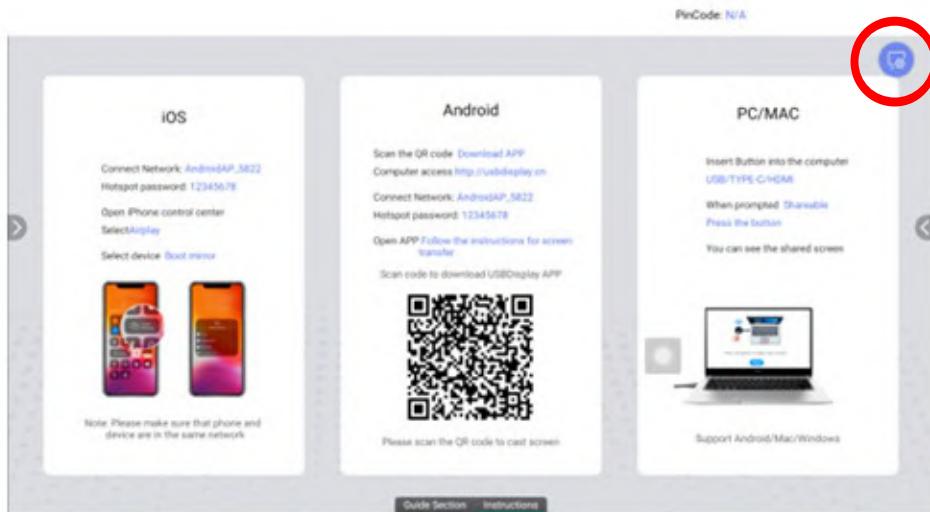 PinCode: N/A
iOS
Connect Network: AndroidAP_5822
Hotspot password: 12345678
Open iPhone control center
SelectAirplay
Select device Boot mirror
Note: Please make sure that phone and
device are in the same network
Android
Scan the QR code Download APP
Computer access http://usbdisplay.cn
Connect Network: AndroidAP_5822
Hotspot password: 12345678
Open APP Follow the instructions for screen
transfer
Scan code to download USBDisplay APP
Please scan the QR code to cast screen
PC/MAC
Insert Button into the computer
USB/TYPE-C/HDMI
When prompted Shareable
Press the button
You can see the shared screen
Support Android/Mac/Windows
Guide Section Instructions